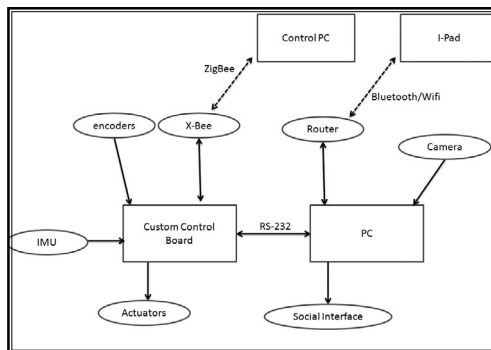 Control PC
I-Pad
ZigBee
Bluetooth/Wifi
encoders
X-Bee
Router
Camera
Custom Control
Board
RS-232
PC
IMU
Actuators
Social Interface